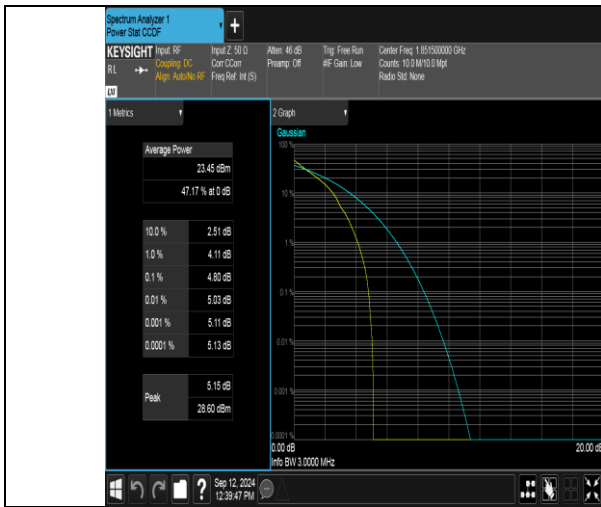 Spectrum Analyzer 1
Power Stat CCDF
+
KEYSIGHT Input: RF Input Z: 50 Ω Atten: 46 dB Trig: Free Run Center Freq: 1.851500000 GHz
R L Coupling: DC Corr CCorr Preamp: Off #IF Gain: Low Counts: 10.0 M/10.0 Mpt
Align: Auto/No RF Freq Ref: Int (S) Radio Std: None
1 Metrics
Average Power
23.45 dBm
47.17 % at 0 dB
10.0 % 2.51 dB
1.0 % 4.11 dB
0.1 % 4.80 dB
0.01 % 5.03 dB
0.001 % 5.11 dB
0.0001 % 5.13 dB
Peak 5.15 dB
28.60 dBm
2 Graph
Gaussian
100 %
10 %
1 %
0.1 %
0.01 %
0.001 %
0.0001 %
0.00 dB 20.00 dB
Info BW 3.0000 MHz
? Sep 12, 2024
12:39:47 PM